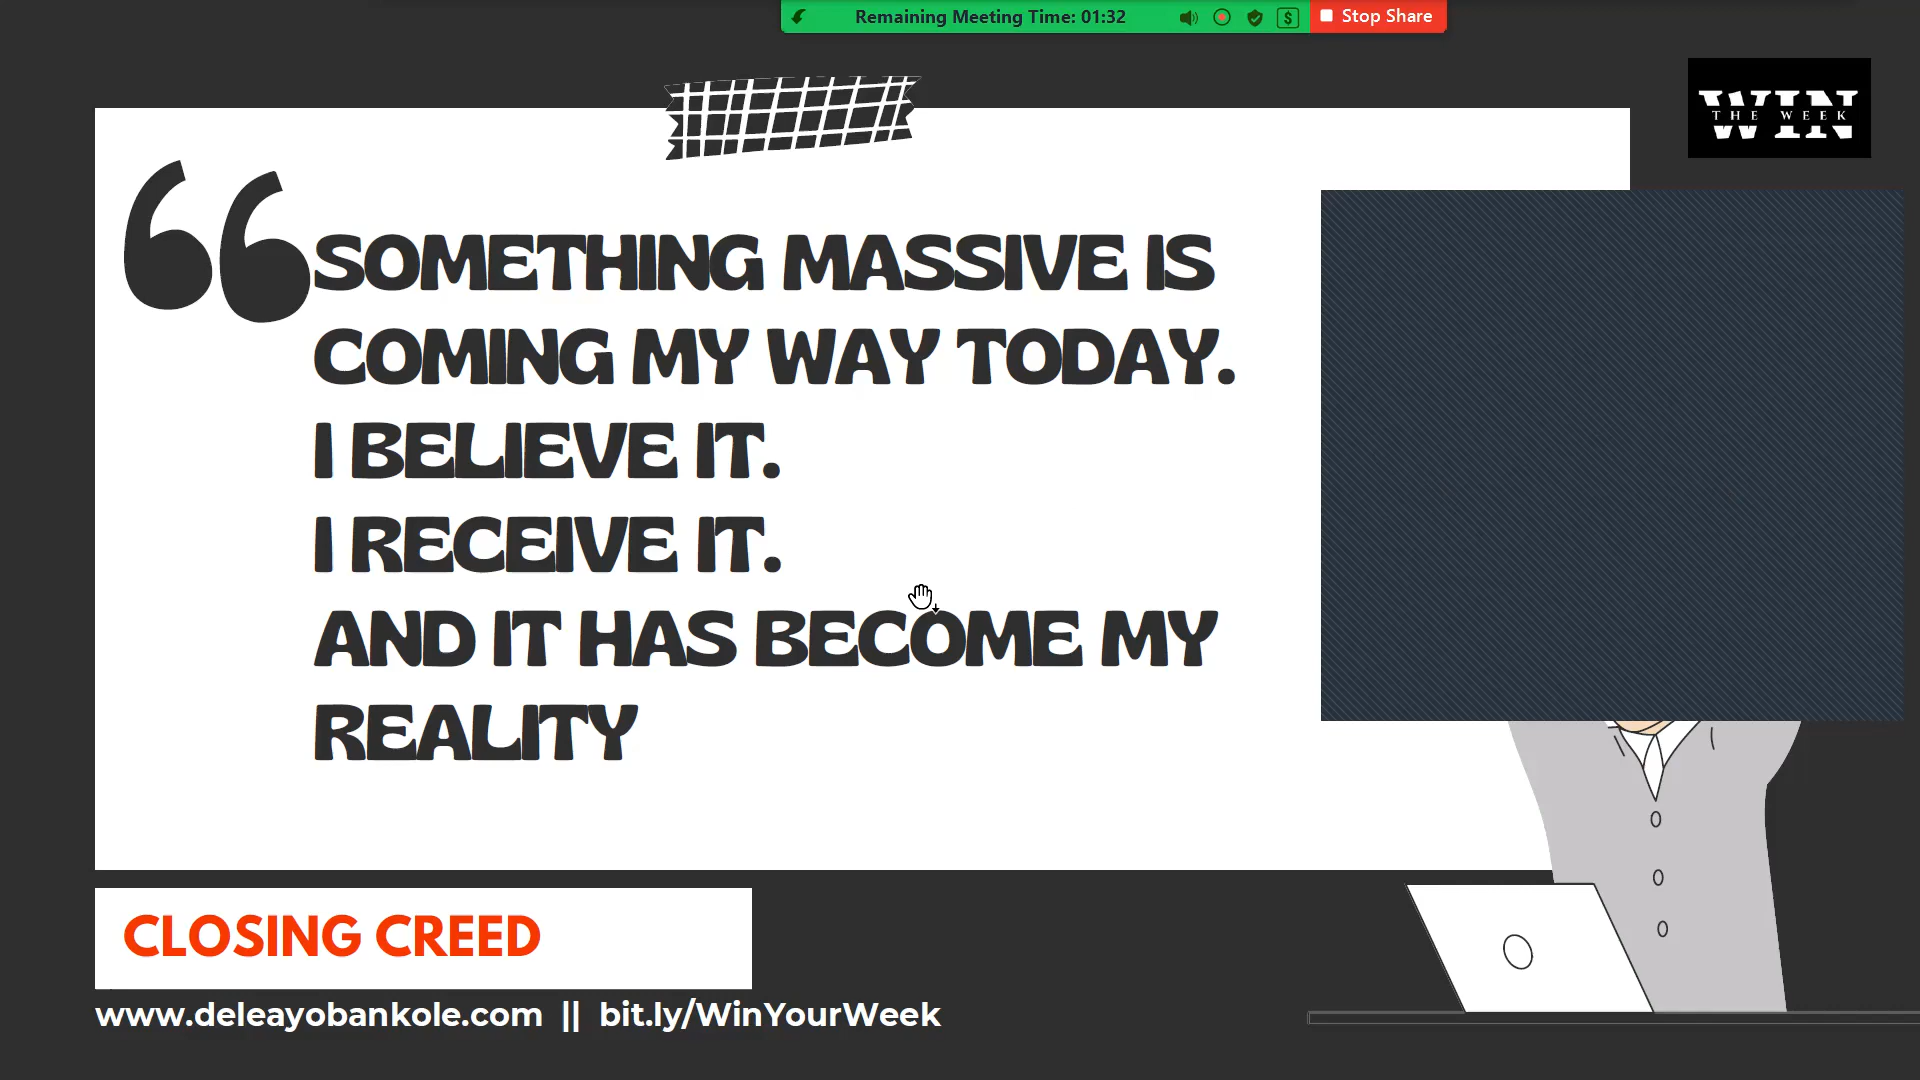 Remaining Meeting Time: 01:32
$
Stop Share
WIN
THE WEEK
SOMETHING MASSIVE IS
COMING MY WAY TODAY.
I BELIEVE IT.
I RECEIVE IT.
AND IT HAS BECOME MY
REALITY
CLOSING CREED
www.deleayobankole.com || bit.ly/WinYourWeek